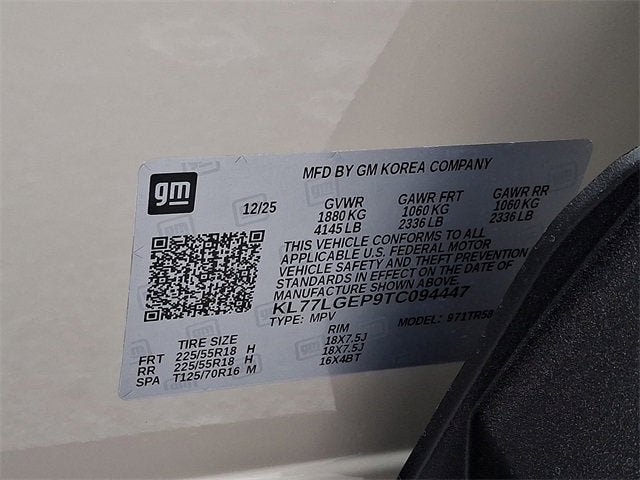 MFD BY GM KOREA COMPANY
gm
12/25 GVWR GAWR FRT GAWR RR
1880 KG 1060 KG 1060 KG
4145 LB 2336 LB 2336 LB
THIS VEHICLE CONFORMS TO ALL
APPLICABLE U.S. FEDERAL MOTOR
VEHICLE SAFETY AND THEFT PREVENTION
STANDARDS IN EFFECT ON THE DATE OF
MANUFACTURE SHOWN ABOVE.
KL77LGEP9TC094447
TYPE: MPV MODEL: 971TR58
TIRE SIZE RIM
FRT 225/55R18 H 18X7.5J
RR 225/55R18 H 18X7.5J
SPA T125/70R16 M 16X4BT